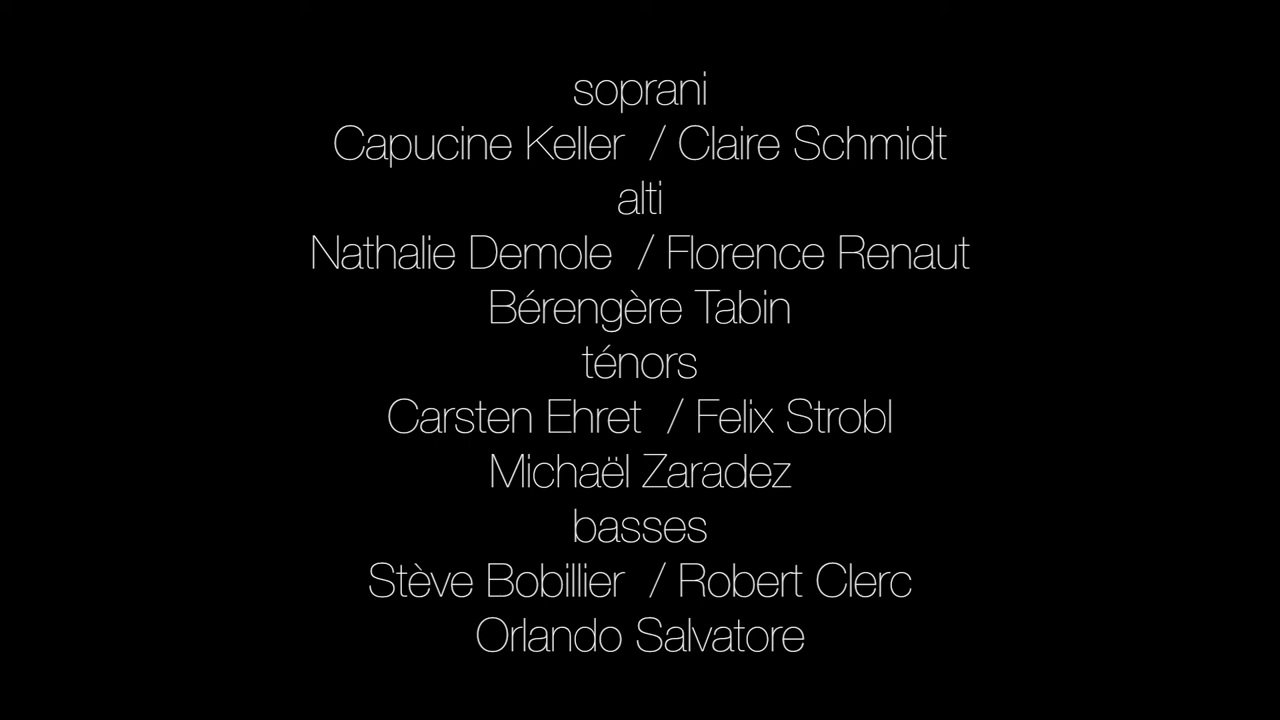 soprani
Capucine Keller / Claire Schmidt
alti
Nathalie Demole / Florence Renaut
Bérengère Tabin
ténors
Carsten Ehret / Felix Strobl
Michaël Zaradez
basses
Stève Bobillier / Robert Clerc
Orlando Salvatore